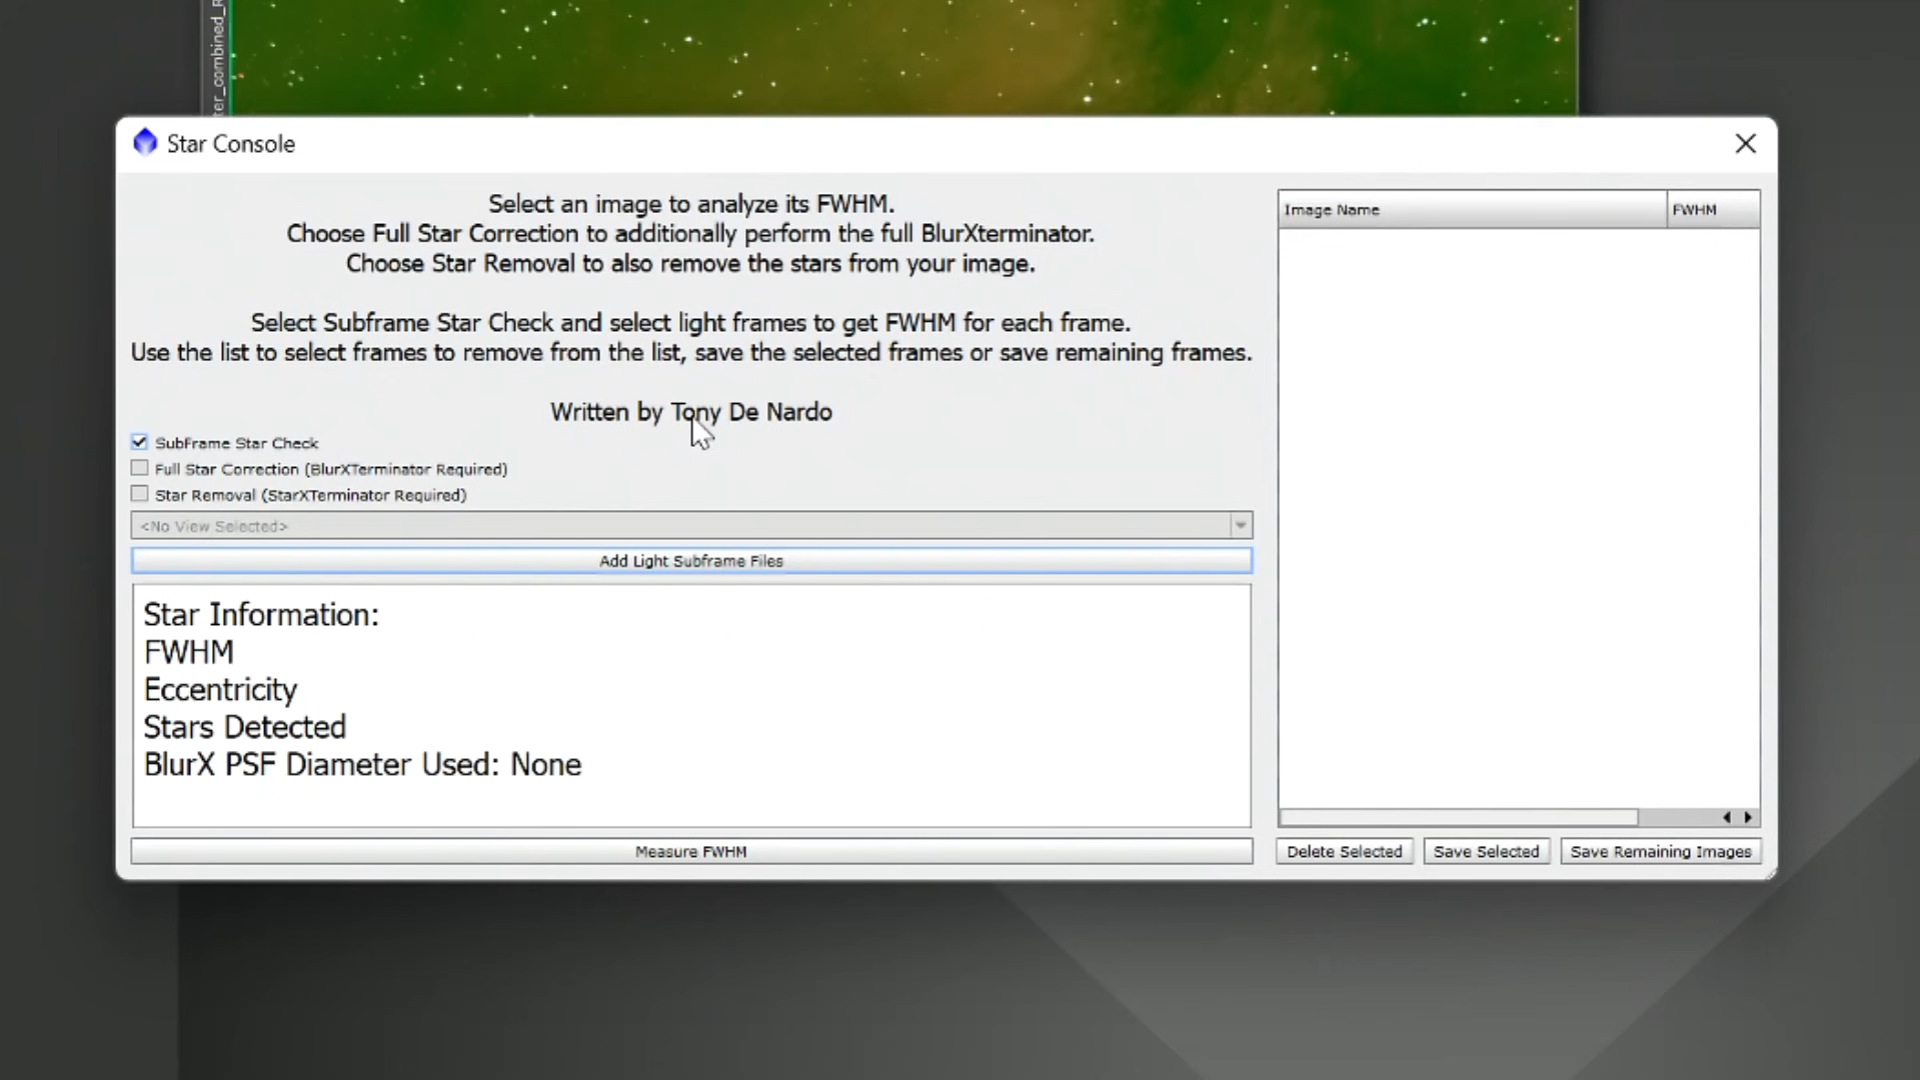 ter_combined_R
Star Console
Select an image to analyze its FWHM.
Choose Full Star Correction to additionally perform the full BlurXterminator.
Choose Star Removal to also remove the stars from your image.
Select Subframe Star Check and select light frames to get FWHM for each frame.
Use the list to select frames to remove from the list, save the selected frames or save remaining frames.
Written by Tony De Nardo
SubFrame Star Check
Full Star Correction (BlurXTerminator Required)
Star Removal (StarXTerminator Required)
<No View Selected>
Add Light Subframe Files
Star Information:
FWHM
Eccentricity
Stars Detected
BlurX PSF Diameter Used: None
Measure FWHM
Image Name
FWHM
Delete Selected
Save Selected
Save Remaining Images